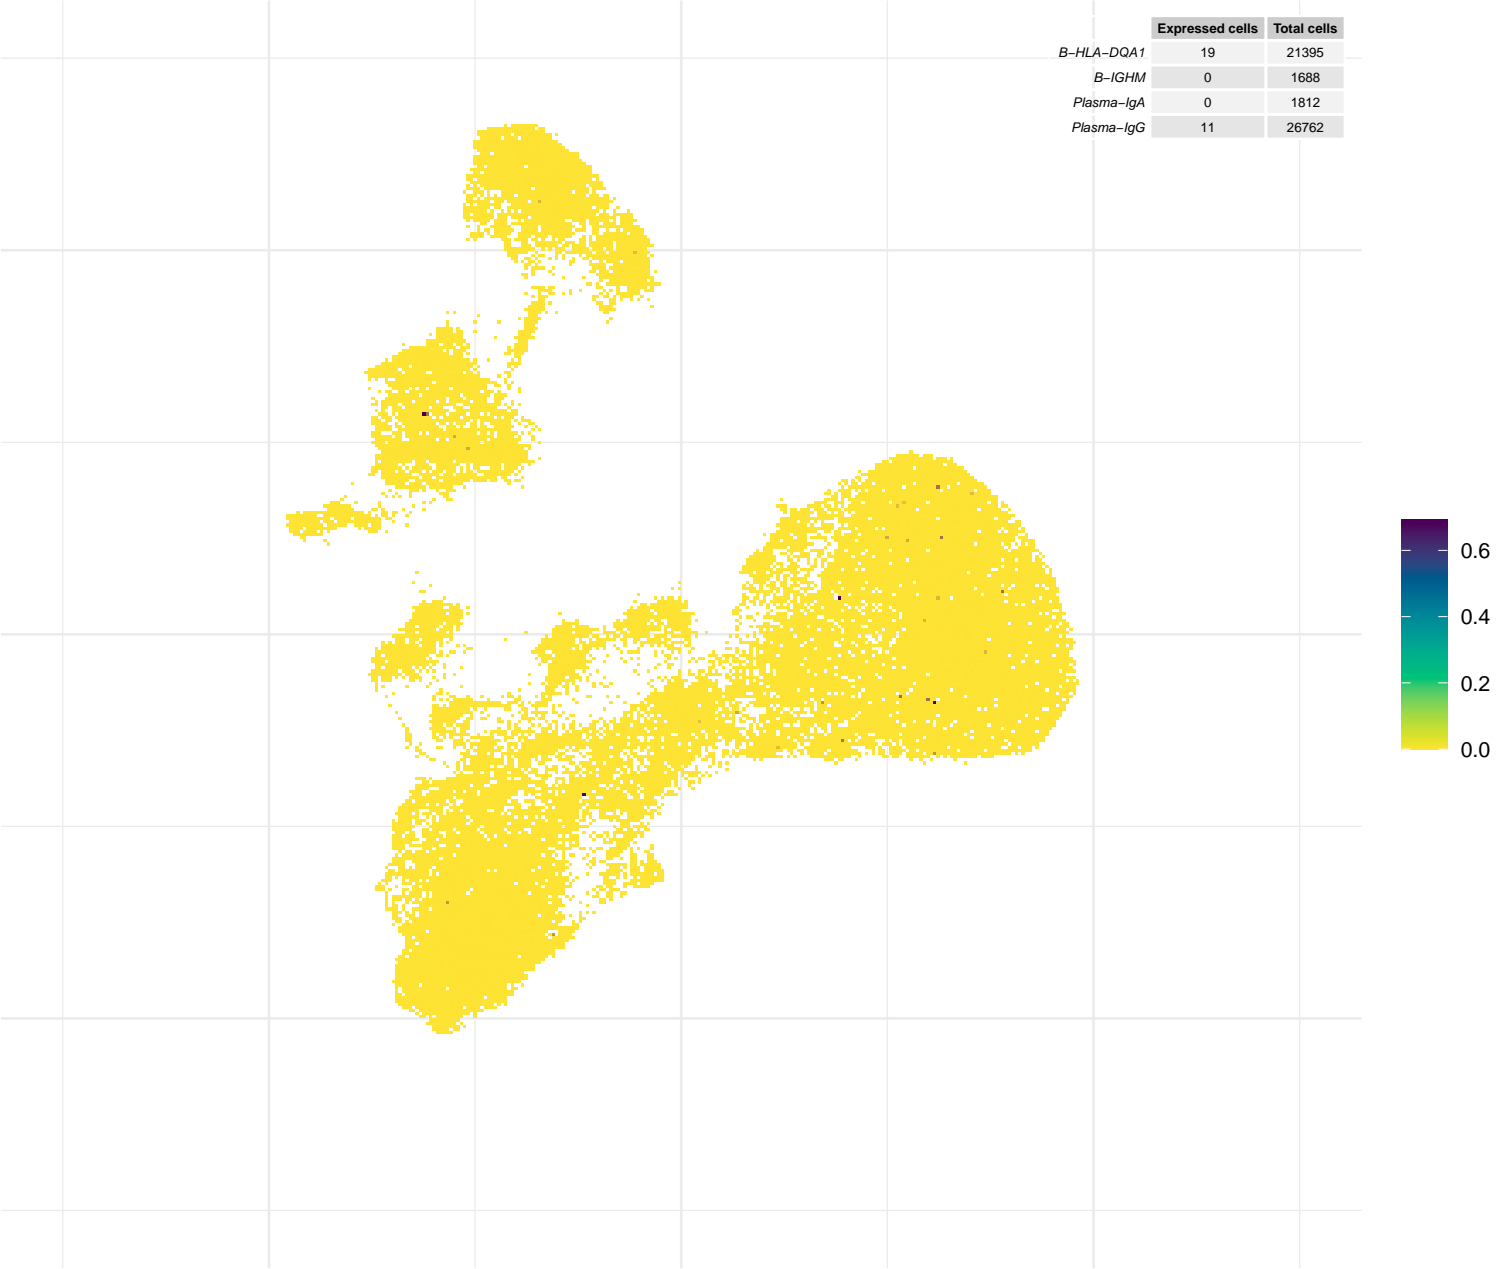 Expressed cells Total cells
B−HLA−DQA1 19 21395
B−IGHM 0 1688
Plasma−IgA 0 1812
Plasma−IgG 11 26762
0.6
0.4
0.2
0.0